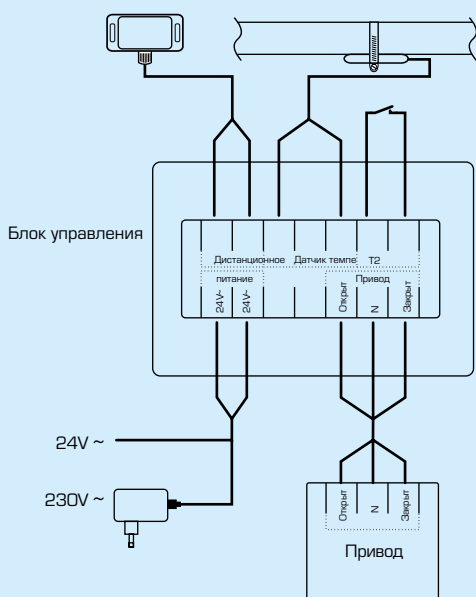 Блок управления
Дистанционное Датчик темпе T2
питание Привод
24V~ 24V~ Открыт N Закрыт
24V ~
230V ~
Открыт N Закрыт
Привод